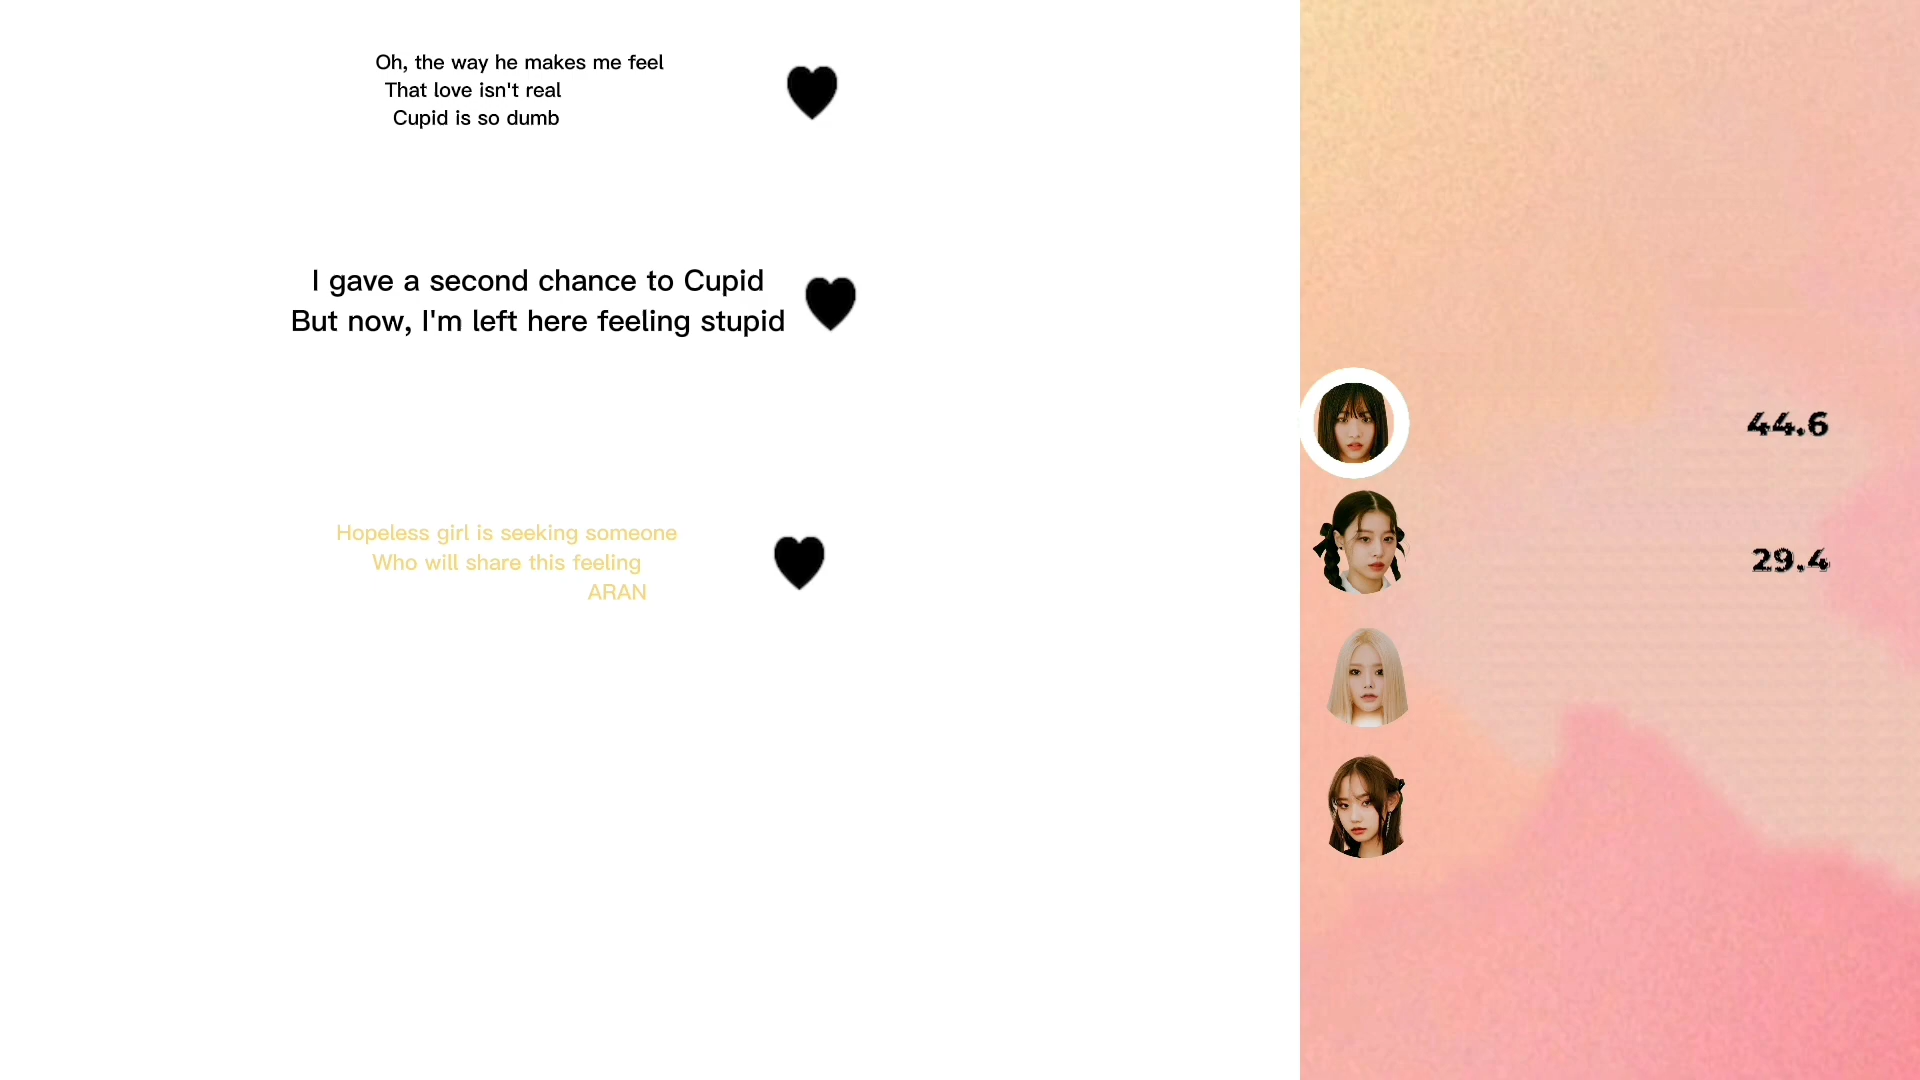 Oh, the way he makes me feel
That love isn't real
Cupid is so dumb
I gave a second chance to Cupid
But now, I'm left here feeling stupid
Hopeless girl is seeking someone
Who will share this feeling
ARAN
44.6
29.4